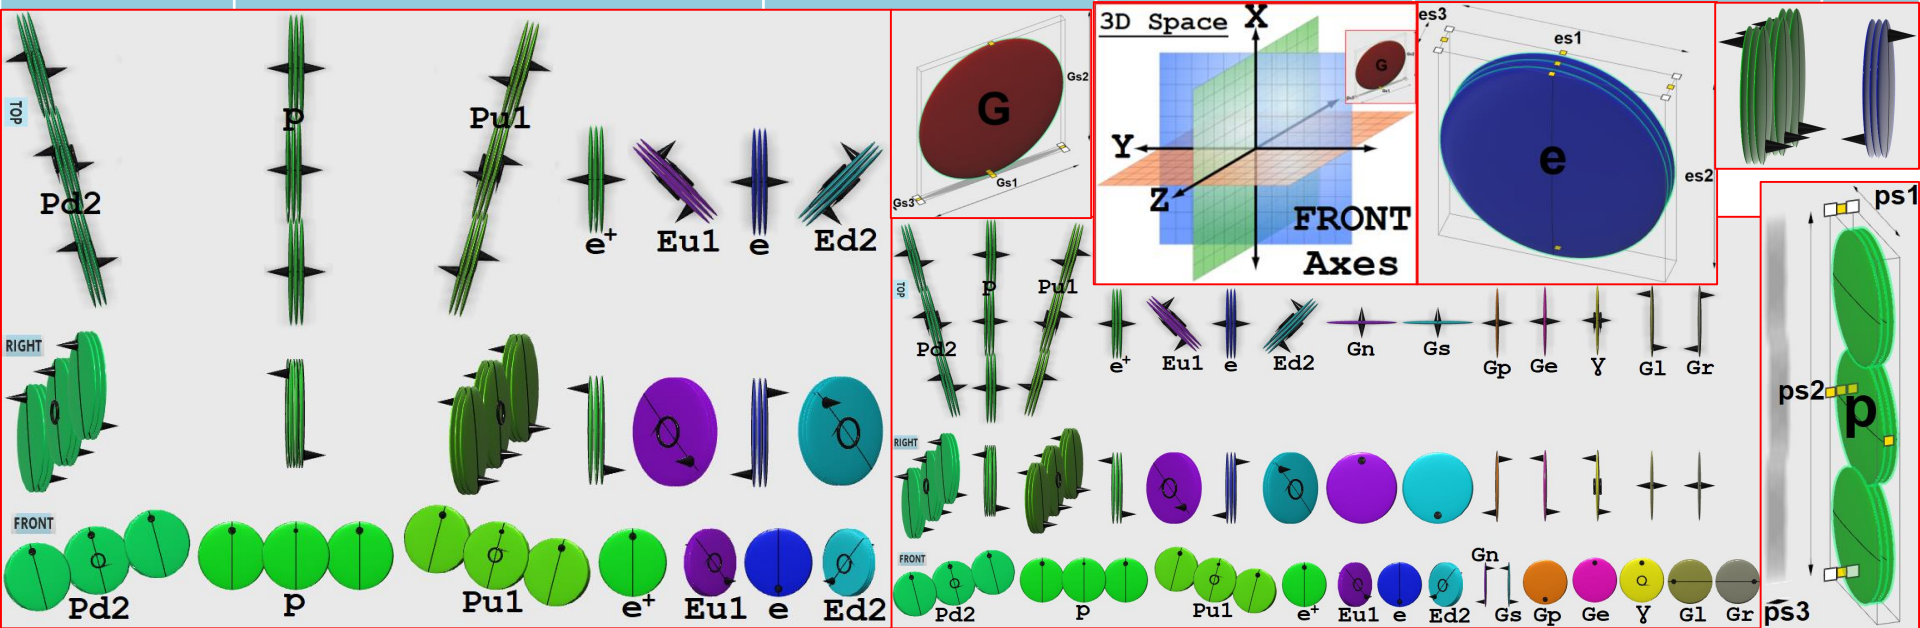 TOP
p
Pu1
Pd2
e+
Eu1
e
Ed2
RIGHT
FRONT
Pd2
p
Pu1
e+
Eu1
e
Ed2
G
Gs2
Gs1
Gs3
3D Space
X
G
Y
Z
FRONT
Axes
es3
es1
e
es2
TOP
p
Pu1
Pd2
e+
Eu1
e
Ed2
Gn
Gs
Gp
Ge
Ɣ
Gl
Gr
RIGHT
FRONT
Gn
Pd2
p
Pu1
e+
Eu1
e
Ed2
Gs
Gp
Ge
Ɣ
Gl
Gr
ps1
ps2
p
ps3